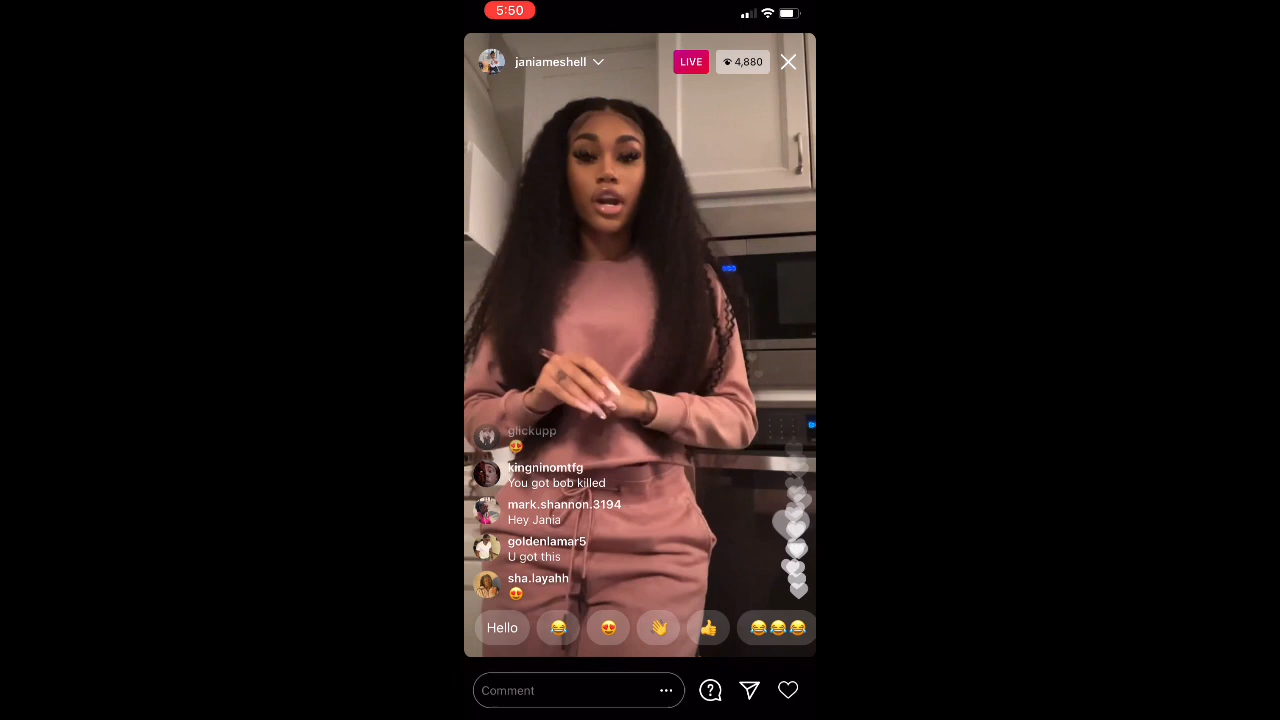 5:50
janiameshell
LIVE
4,880
glickupp
😍
kingninomtfg
You got bob killed
mark.shannon.3194
Hey Jania
goldenlamar5
U got this
sha.layahh
😍
Hello
😂
😍
👋
👍
😂😂😂
Comment